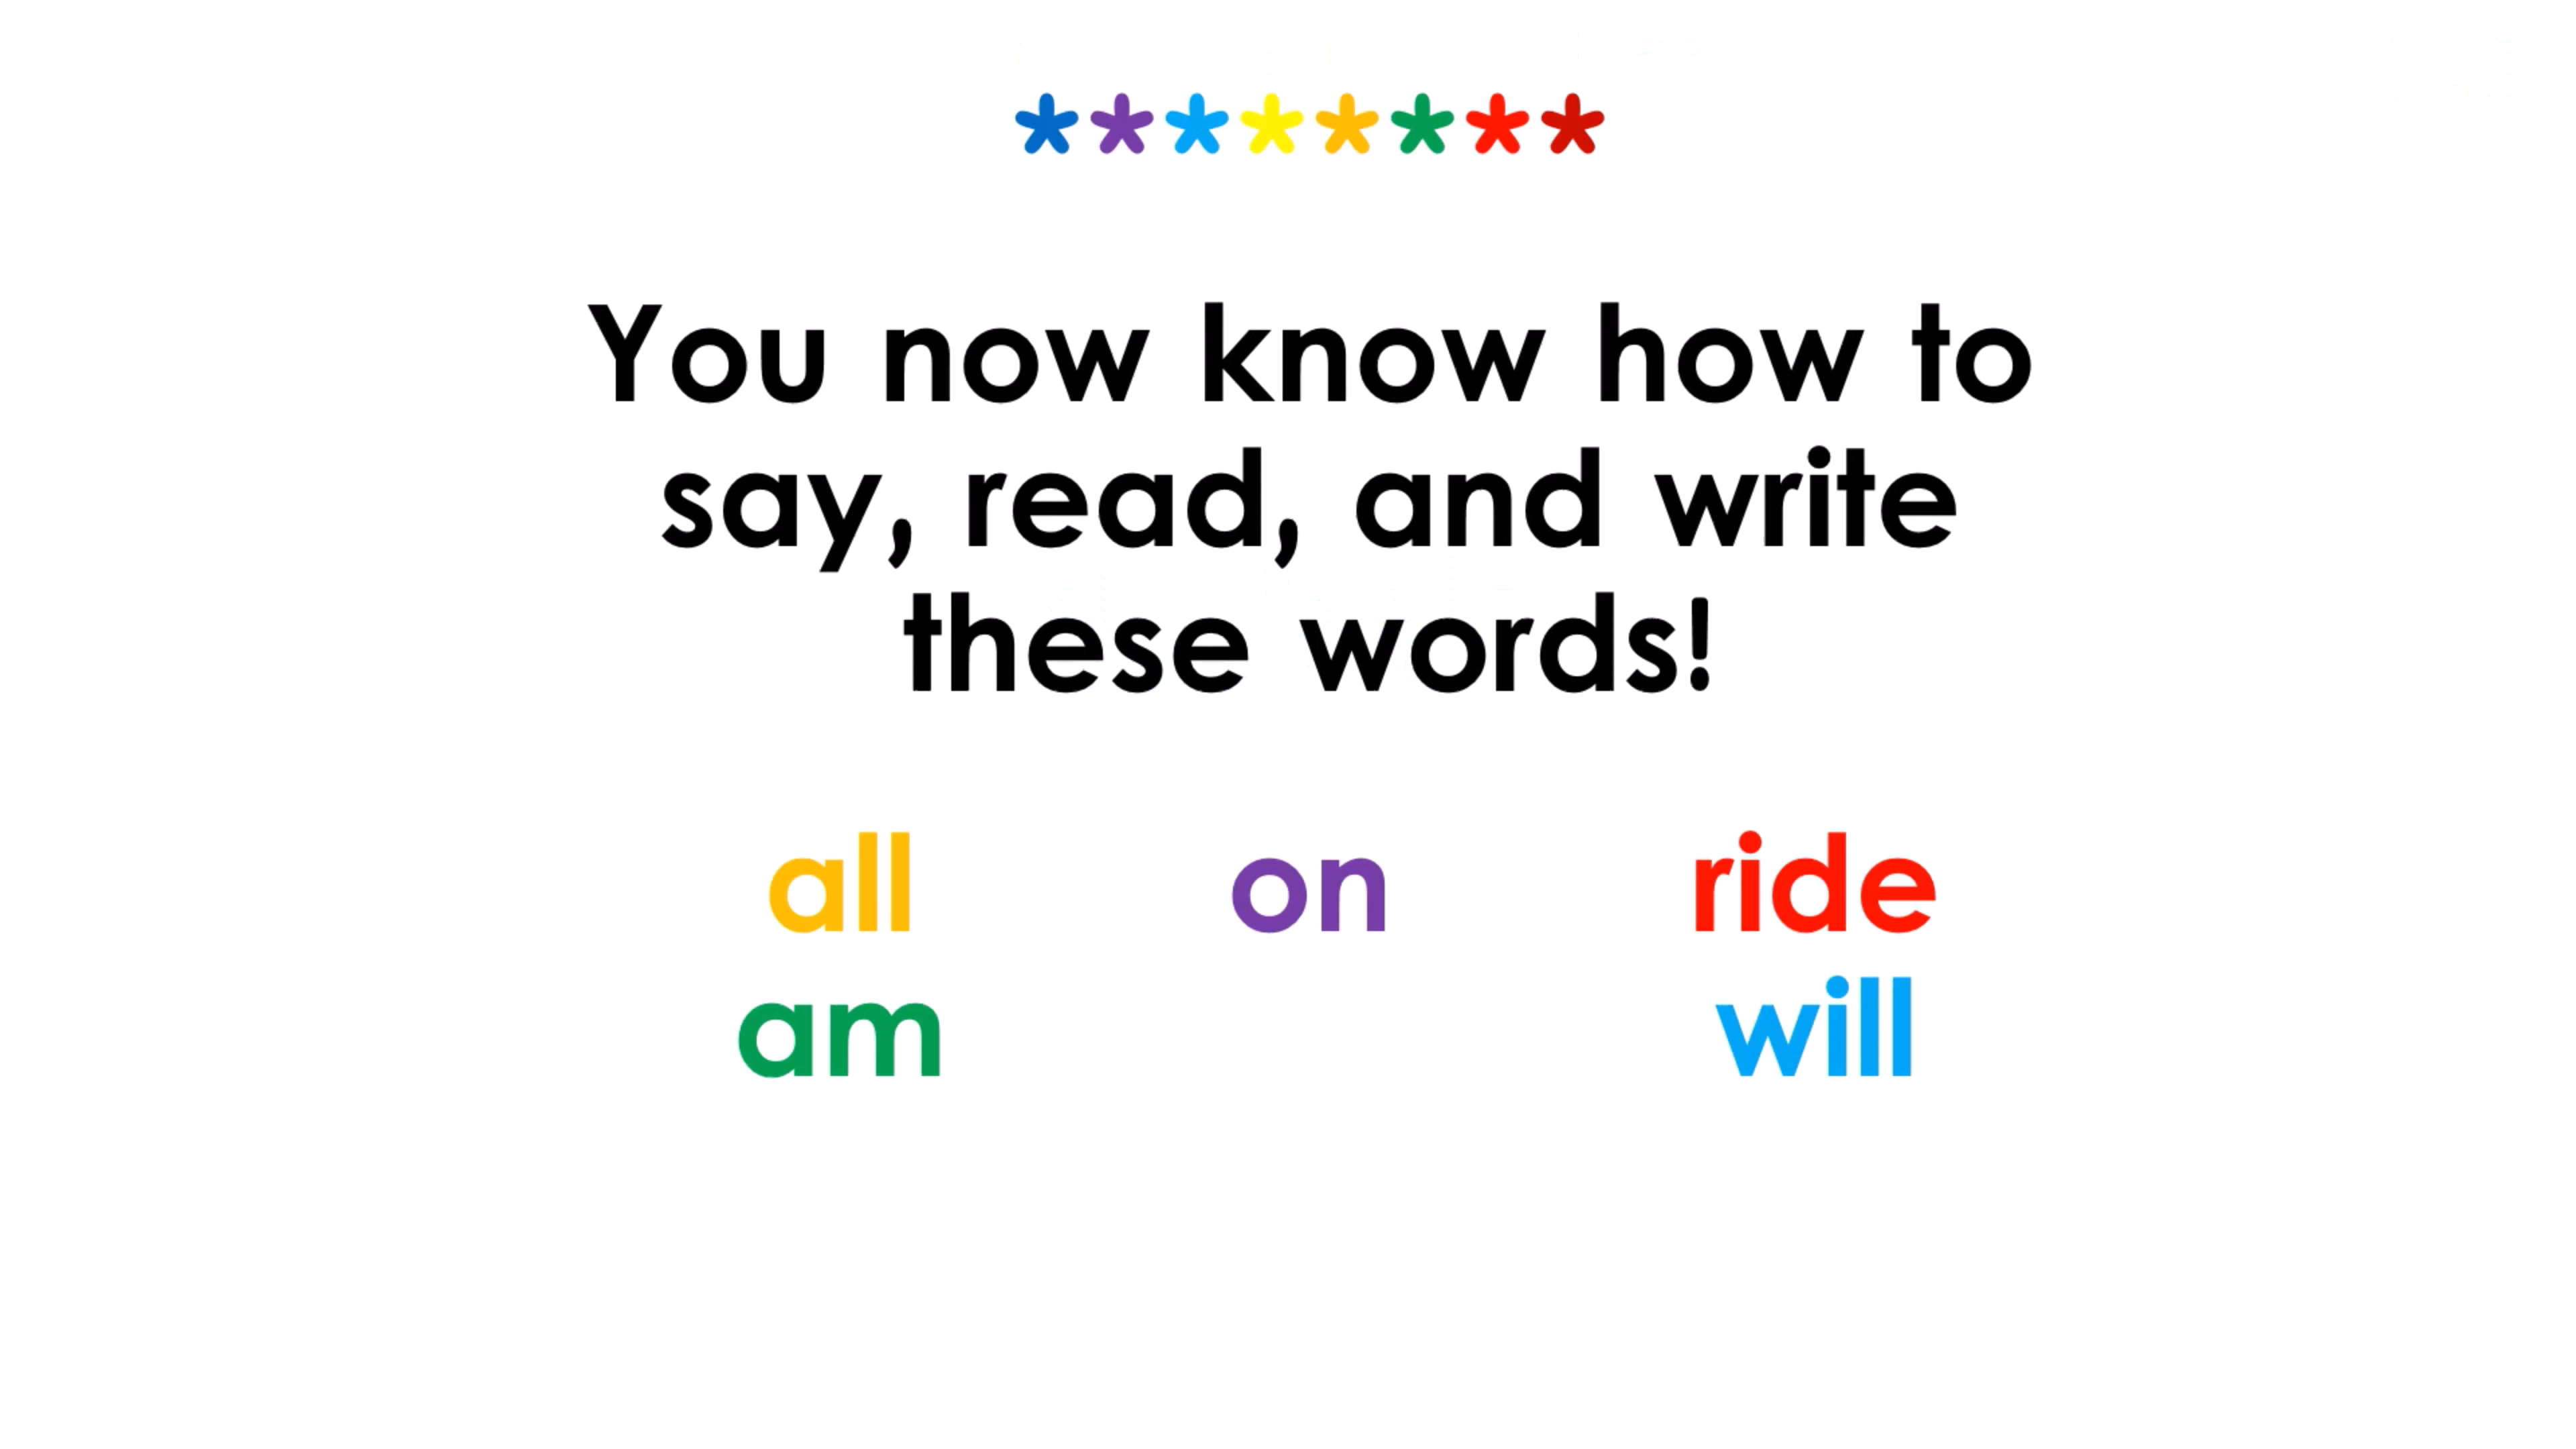 ********
You now know how to
say, read, and write
these words!
all on ride
am will